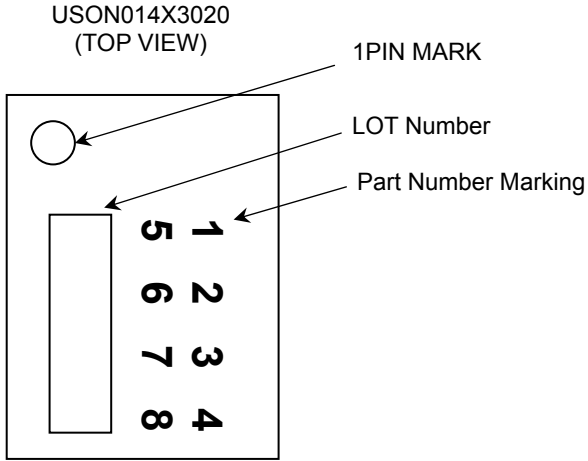 USON014X3020
(TOP VIEW)
1PIN MARK
LOT Number
Part Number Marking
1 2 3 4
5 6 7 8